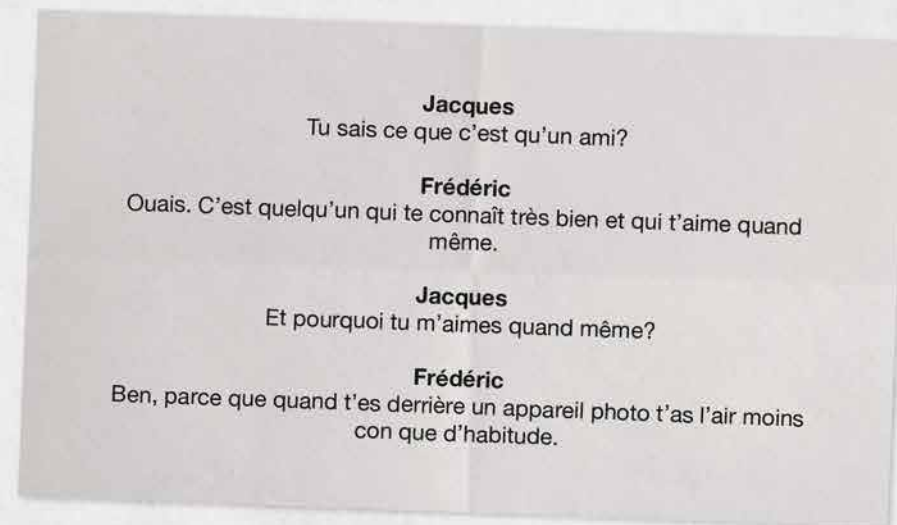 Jacques
Tu sais ce que c'est qu'un ami?
Frédéric
Ouais. C'est quelqu'un qui te connaît très bien et qui t'aime quand
même.
Jacques
Et pourquoi tu m'aimes quand même?
Frédéric
Ben, parce que quand t'es derrière un appareil photo t'as l'air moins
con que d'habitude.